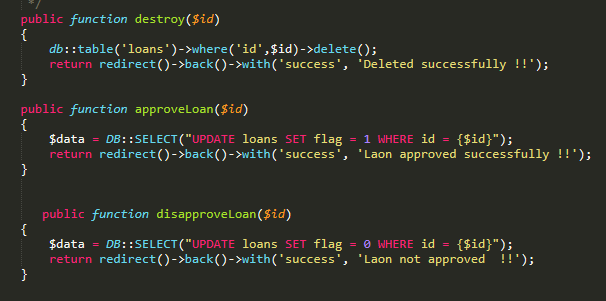 */
public function destroy($id)
{
db::table('loans')->where('id',$id)->delete();
return redirect()->back()->with('success', 'Deleted successfully !!');
}
public function approveLoan($id)
{
$data = DB::SELECT("UPDATE loans SET flag = 1 WHERE id = {$id}");
return redirect()->back()->with('success', 'Laon approved successfully !!');
}
public function disapproveLoan($id)
{
$data = DB::SELECT("UPDATE loans SET flag = 0 WHERE id = {$id}");
return redirect()->back()->with('success', 'Laon not approved  !!');
}